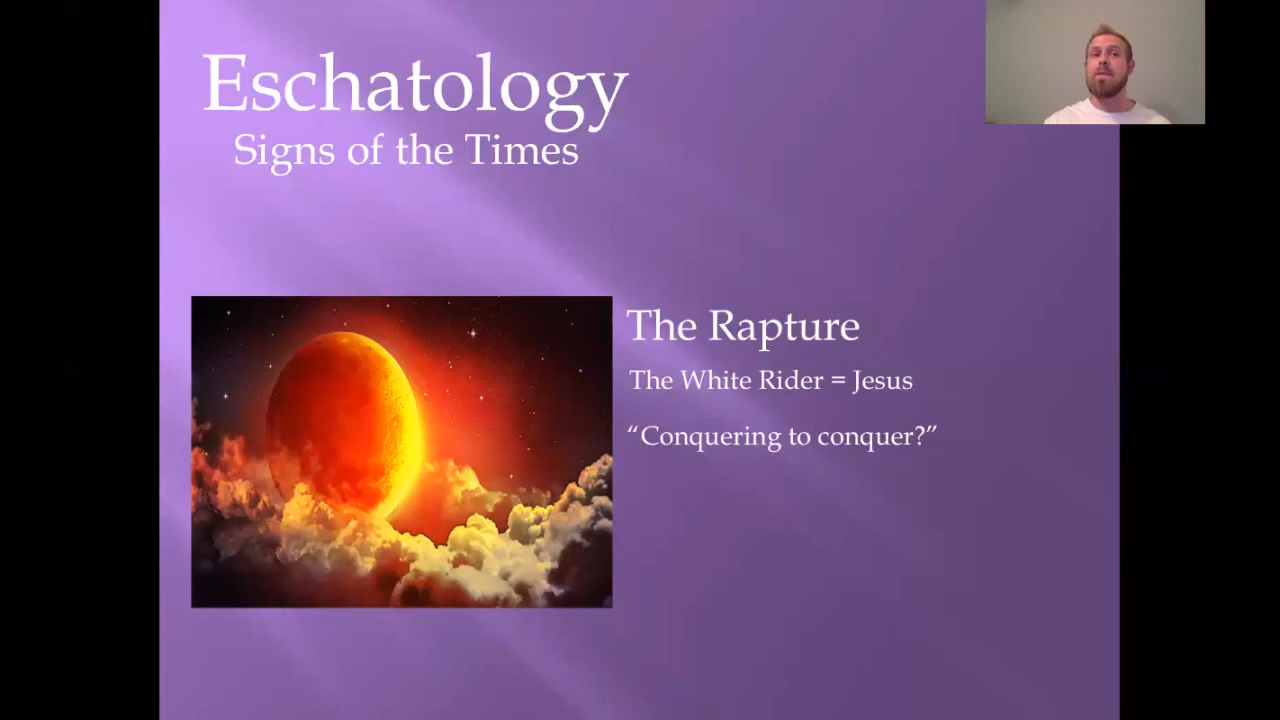 Eschatology
Signs of the Times
The Rapture
The White Rider = Jesus
“Conquering to conquer?”